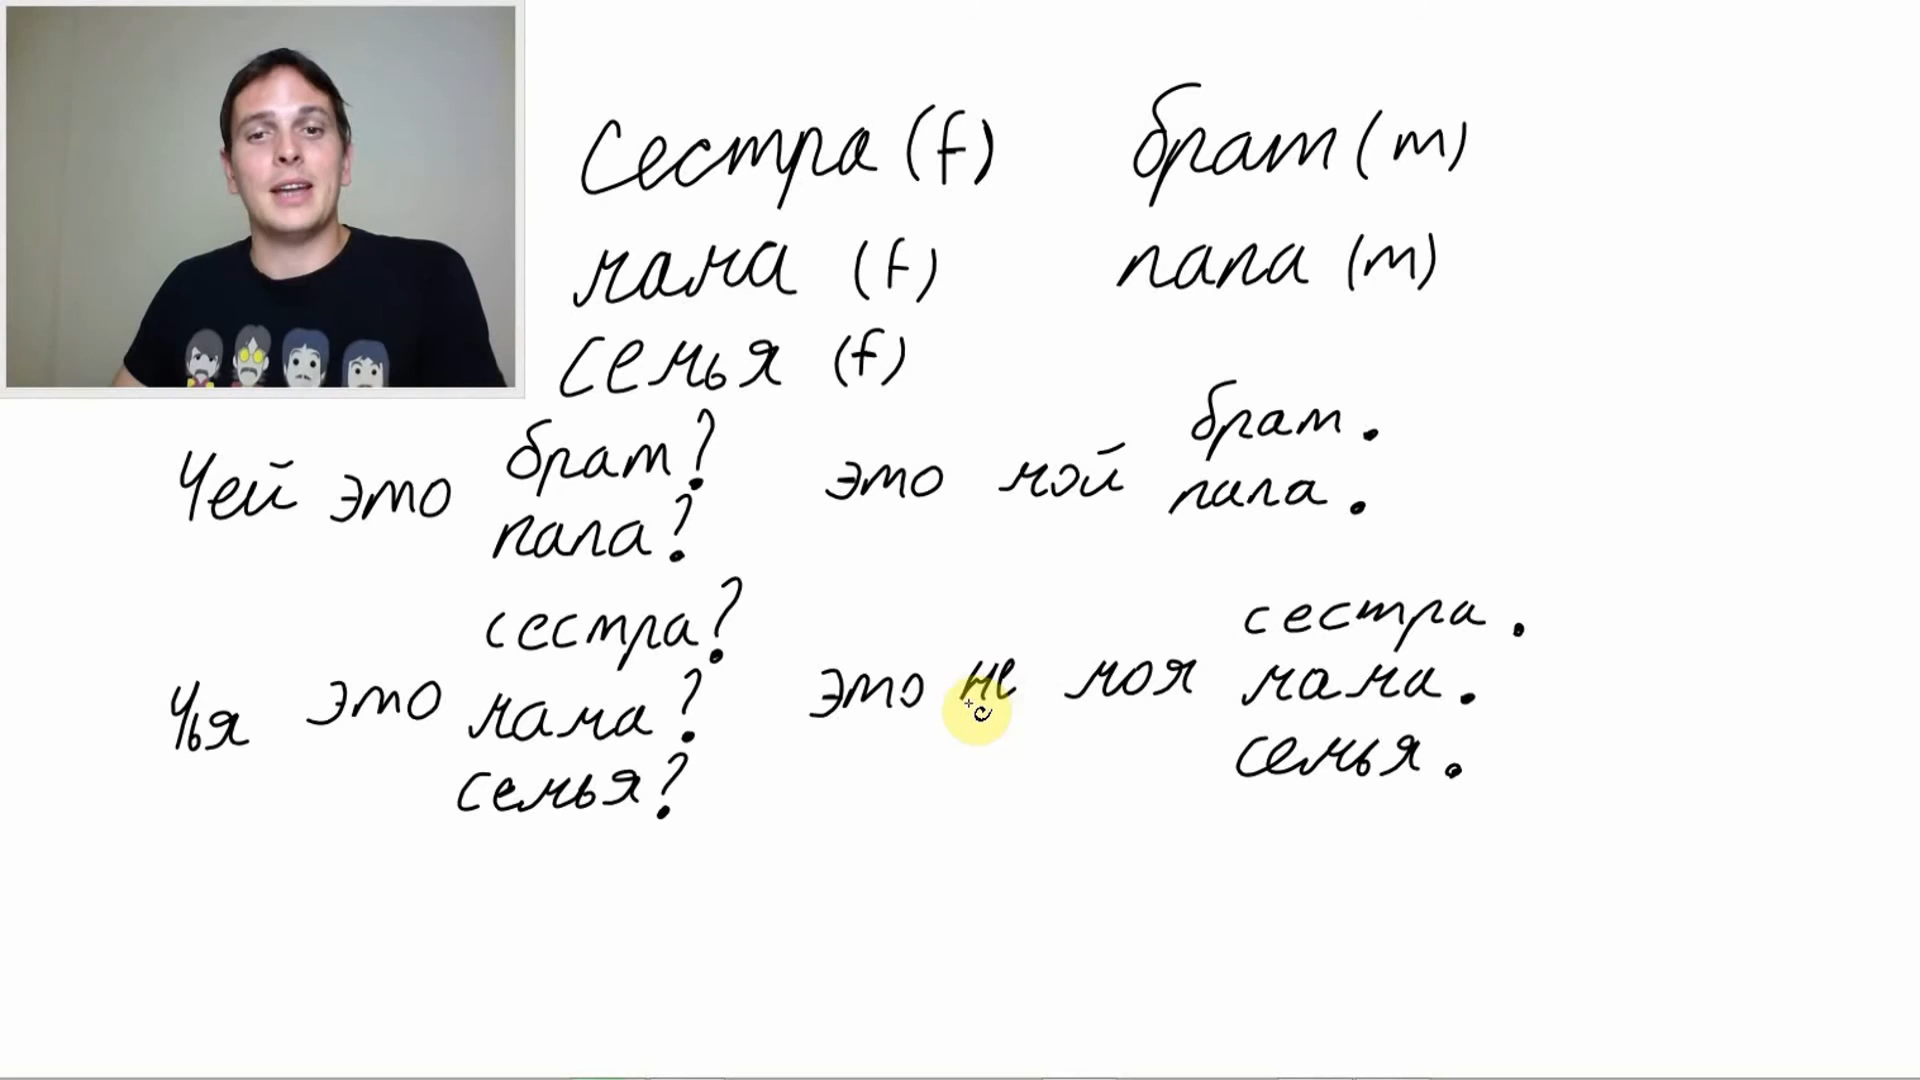 сестра (f) брат (m)
мама (f) папа (m)
семья (f)
Чей это брат? папа?
это мой брат. папа.
Чья это сестра? мама? семья?
это не моя сестра. мама. семья.